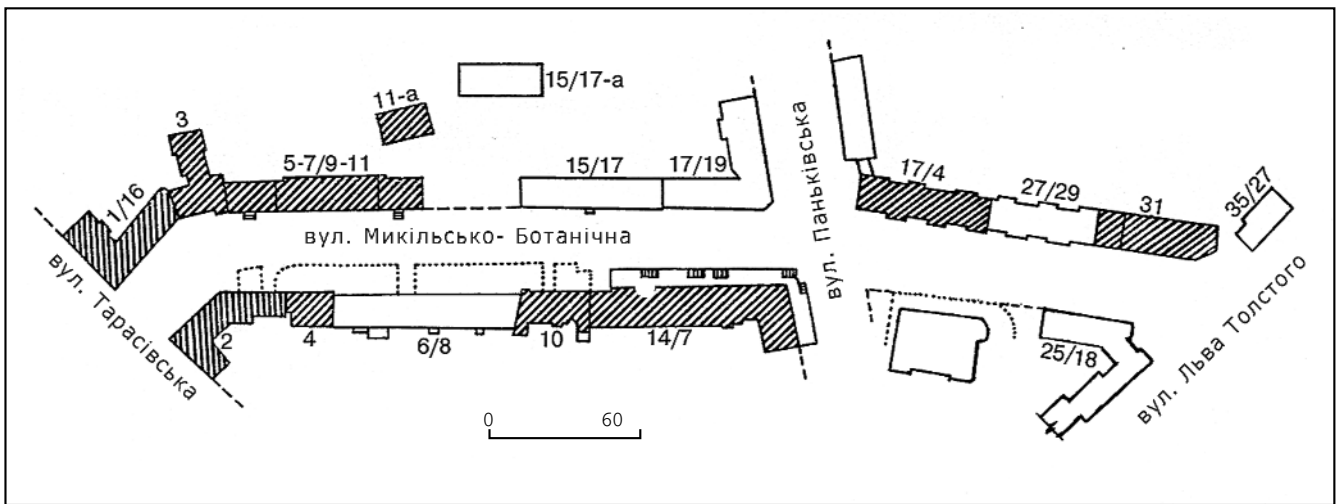 15/17-а
11-а
3
5-7/9-11
15/17
17/19
1/16
вул. Паньківська
17/4
27/29
31
35/27
вул. Микільсько- Ботанічна
вул. Тарасівська
2
4
6/8
10
14/7
25/18
вул. Льва Толстого
0 60